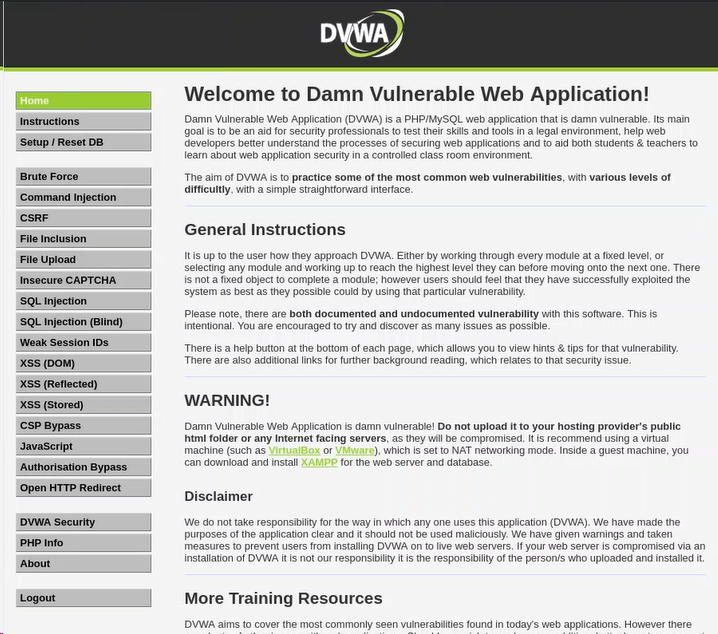 DVWA
Home
Instructions
Setup / Reset DB
Brute Force
Command Injection
CSRF
File Inclusion
File Upload
Insecure CAPTCHA
SQL Injection
SQL Injection (Blind)
Weak Session IDs
XSS (DOM)
XSS (Reflected)
XSS (Stored)
CSP Bypass
JavaScript
Authorisation Bypass
Open HTTP Redirect
DVWA Security
PHP Info
About
Logout
Welcome to Damn Vulnerable Web Application!
Damn Vulnerable Web Application (DVWA) is a PHP/MySQL web application that is damn vulnerable. Its main
goal is to be an aid for security professionals to test their skills and tools in a legal environment, help web
developers better understand the processes of securing web applications and to aid both students & teachers to
learn about web application security in a controlled class room environment.
The aim of DVWA is to practice some of the most common web vulnerabilities, with various levels of
difficultly, with a simple straightforward interface.
General Instructions
It is up to the user how they approach DVWA. Either by working through every module at a fixed level, or
selecting any module and working up to reach the highest level they can before moving onto the next one. There
is not a fixed object to complete a module; however users should feel that they have successfully exploited the
system as best as they possible could by using that particular vulnerability.
Please note, there are both documented and undocumented vulnerability with this software. This is
intentional. You are encouraged to try and discover as many issues as possible.
There is a help button at the bottom of each page, which allows you to view hints & tips for that vulnerability.
There are also additional links for further background reading, which relates to that security issue.
WARNING!
Damn Vulnerable Web Application is damn vulnerable! Do not upload it to your hosting provider's public
html folder or any Internet facing servers, as they will be compromised. It is recommend using a virtual
machine (such as VirtualBox or VMware), which is set to NAT networking mode. Inside a guest machine, you
can download and install XAMPP for the web server and database.
Disclaimer
We do not take responsibility for the way in which any one uses this application (DVWA). We have made the
purposes of the application clear and it should not be used maliciously. We have given warnings and taken
measures to prevent users from installing DVWA on to live web servers. If your web server is compromised via an
installation of DVWA it is not our responsibility it is the responsibility of the person/s who uploaded and installed it.
More Training Resources
DVWA aims to cover the most commonly seen vulnerabilities found in today's web applications. However there